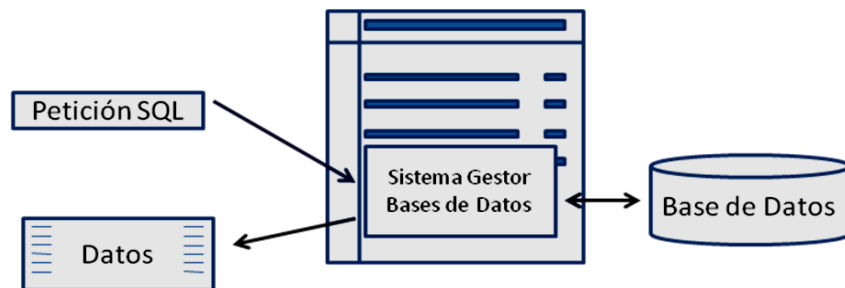 Petición SQL
Sistema Gestor
Bases de Datos
Base de Datos
Datos